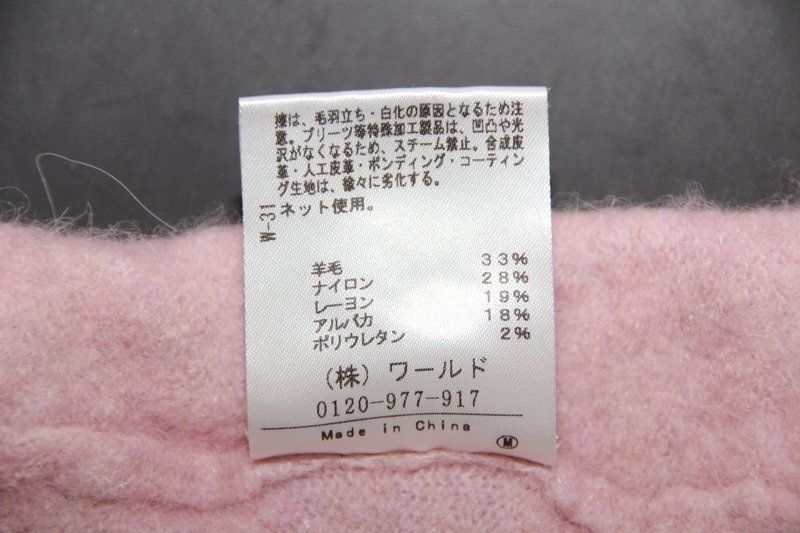 擦は、毛羽立ち・白化の原因となるため注
意。プリーツ等特殊加工製品は、凹凸や光
沢がなくなるため、スチーム禁止。合成皮
革・人工皮革・ボンディング・コーティン
グ生地は、徐々に劣化する。
ネット使用。
W-31
羊毛 33%
ナイロン 28%
レーヨン 19%
アルパカ 18%
ポリウレタン 2%
(株) ワールド
0120-977-917
Made in China
M